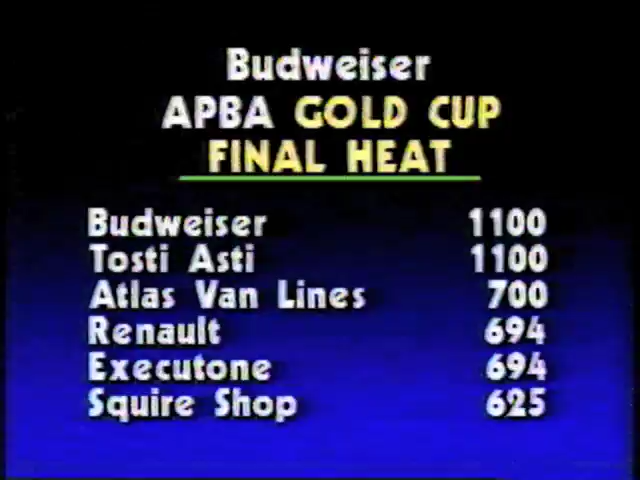 Budweiser
APBA GOLD CUP
FINAL HEAT
Budweiser 1100
Tosti Asti 1100
Atlas Van Lines 700
Renault 694
Executone 694
Squire Shop 625